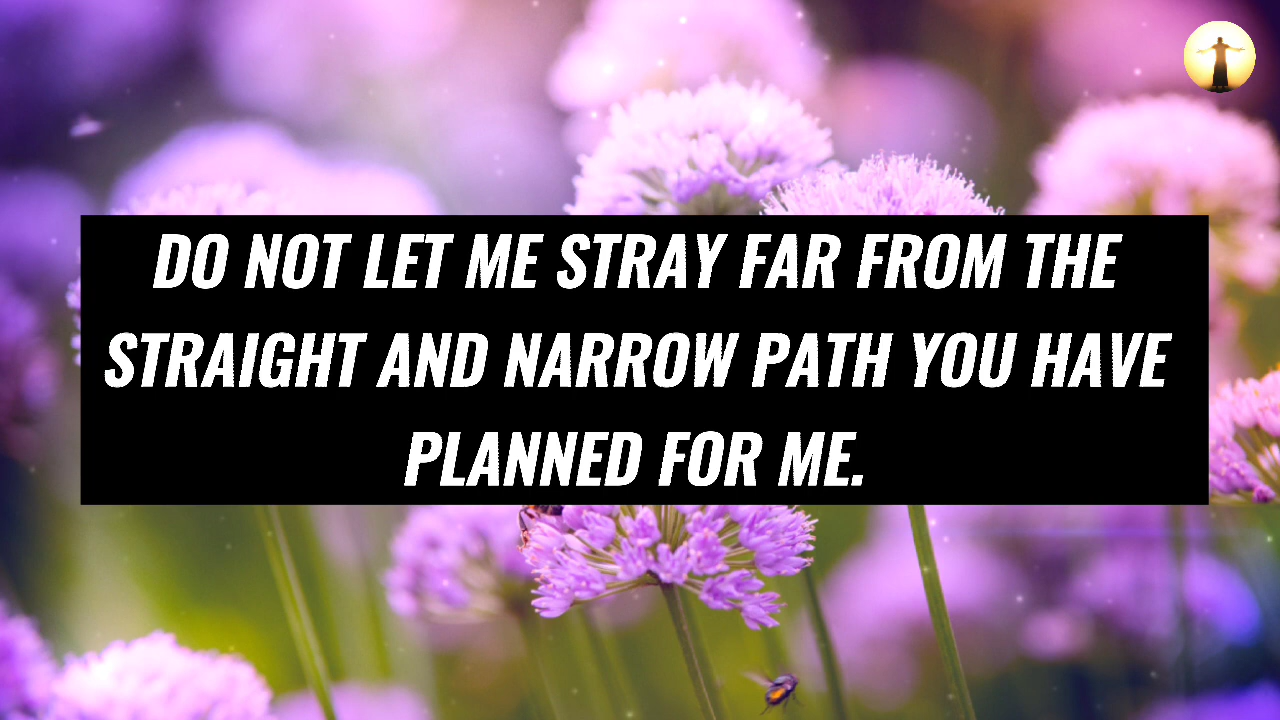 DO NOT LET ME STRAY FAR FROM THE
STRAIGHT AND NARROW PATH YOU HAVE
PLANNED FOR ME.